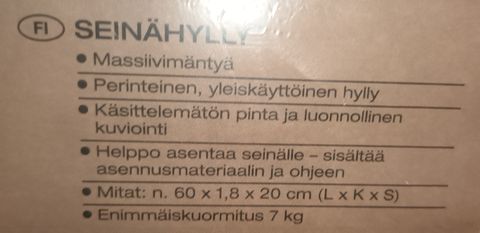 FI SEINÄHYLLY
• Massiivimäntyä
• Perinteinen, yleiskäyttöinen hylly
• Käsittelemätön pinta ja luonnollinen
kuviointi
• Helppo asentaa seinälle – sisältää
asennusmateriaalin ja ohjeen
• Mitat: n. 60 x 1,8 x 20 cm (L x K x S)
• Enimmäiskuormitus 7 kg